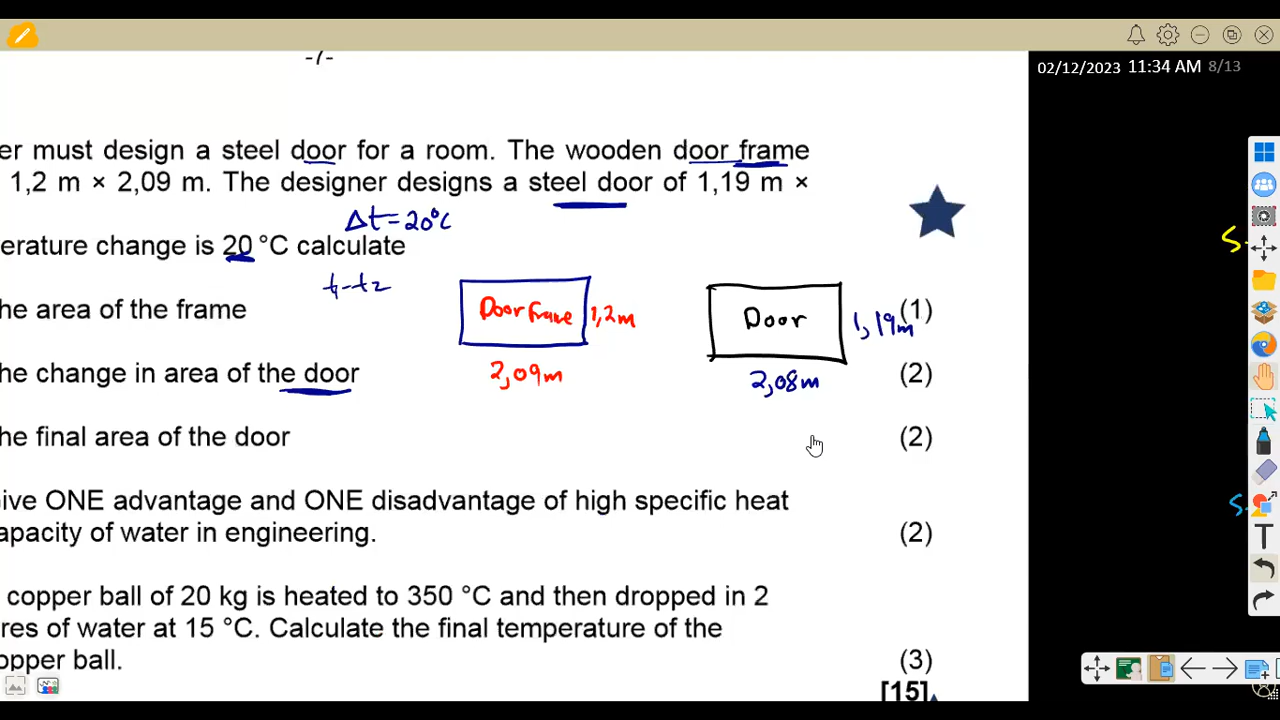 -7-
02/12/2023 11:34 AM 8/13
er must design a steel door for a room. The wooden door frame
1,2 m × 2,09 m. The designer designs a steel door of 1,19 m ×
Δt = 20°C
erature change is 20 °C calculate
t₁-t₂
he area of the frame (1)
Door frame 1,2m
Door 1,19m
2,09m
2,08m
he change in area of the door (2)
he final area of the door (2)
ive ONE advantage and ONE disadvantage of high specific heat
apacity of water in engineering. (2)
copper ball of 20 kg is heated to 350 °C and then dropped in 2
res of water at 15 °C. Calculate the final temperature of the
opper ball. (3)
[15]
S
S
T